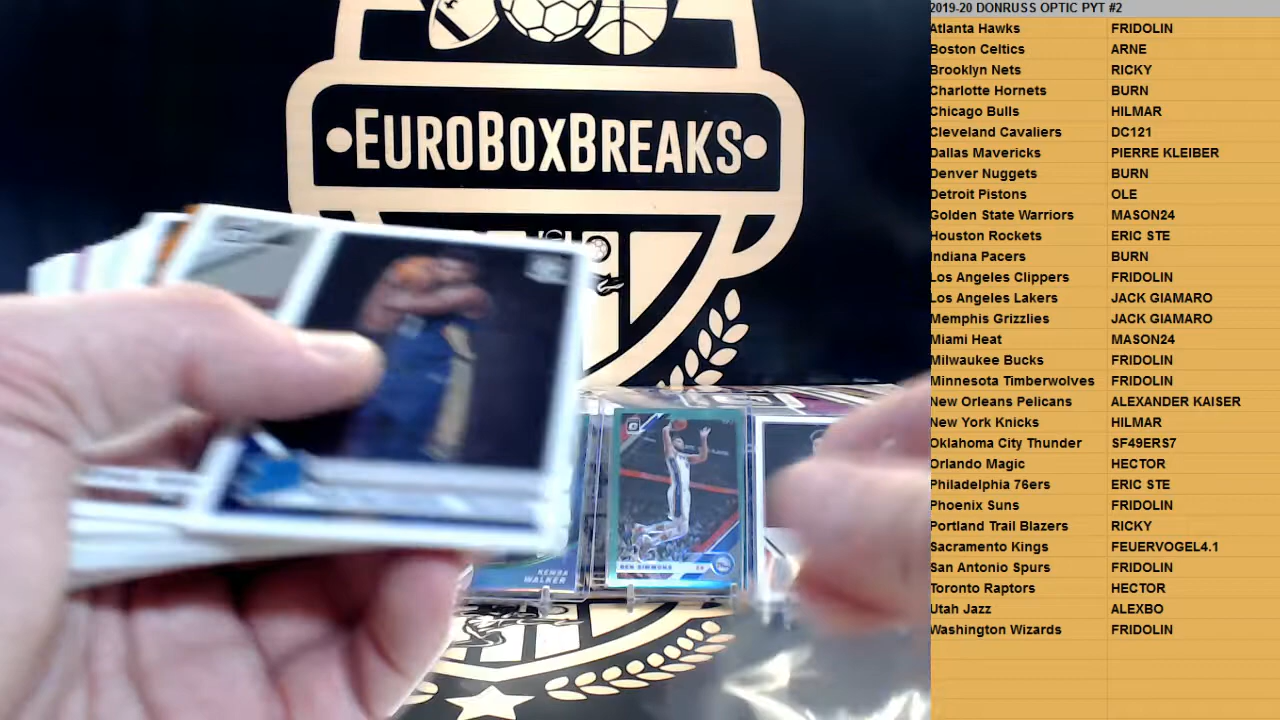 EUROBOXBREAKS
KEMBA
WALKER
BEN SIMMONS
2019-20 DONRUSS OPTIC PYT #2
Atlanta Hawks FRIDOLIN
Boston Celtics ARNE
Brooklyn Nets RICKY
Charlotte Hornets BURN
Chicago Bulls HILMAR
Cleveland Cavaliers DC121
Dallas Mavericks PIERRE KLEIBER
Denver Nuggets BURN
Detroit Pistons OLE
Golden State Warriors MASON24
Houston Rockets ERIC STE
Indiana Pacers BURN
Los Angeles Clippers FRIDOLIN
Los Angeles Lakers JACK GIAMARO
Memphis Grizzlies JACK GIAMARO
Miami Heat MASON24
Milwaukee Bucks FRIDOLIN
Minnesota Timberwolves FRIDOLIN
New Orleans Pelicans ALEXANDER KAISER
New York Knicks HILMAR
Oklahoma City Thunder SF49ERS7
Orlando Magic HECTOR
Philadelphia 76ers ERIC STE
Phoenix Suns FRIDOLIN
Portland Trail Blazers RICKY
Sacramento Kings FEUERVOGEL4.1
San Antonio Spurs FRIDOLIN
Toronto Raptors HECTOR
Utah Jazz ALEXBO
Washington Wizards FRIDOLIN